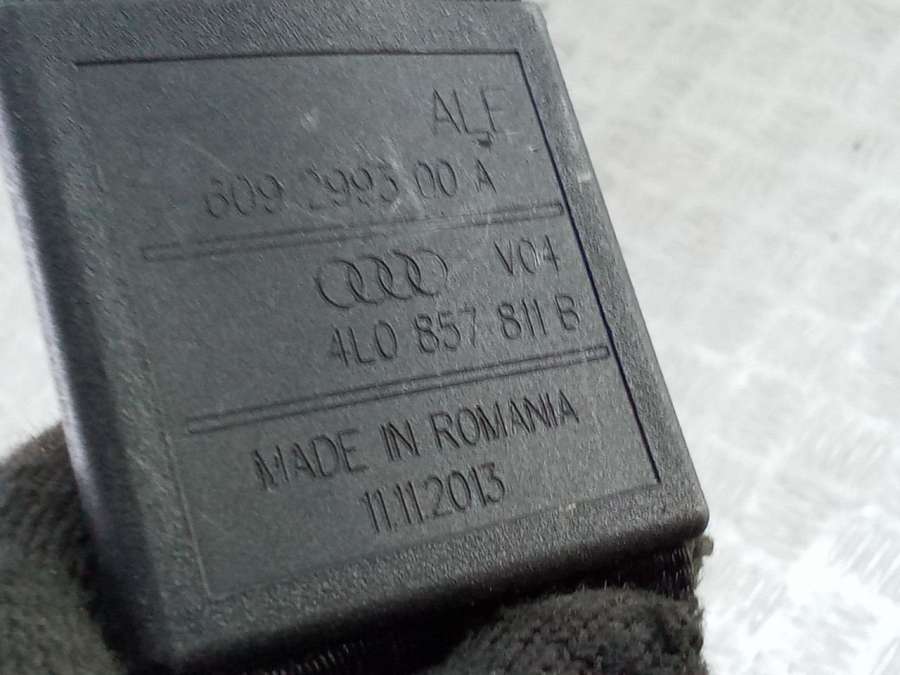 ALF
609 2993 00 A
V04
4L0 857 811 B
MADE IN ROMANIA
11.11.2013